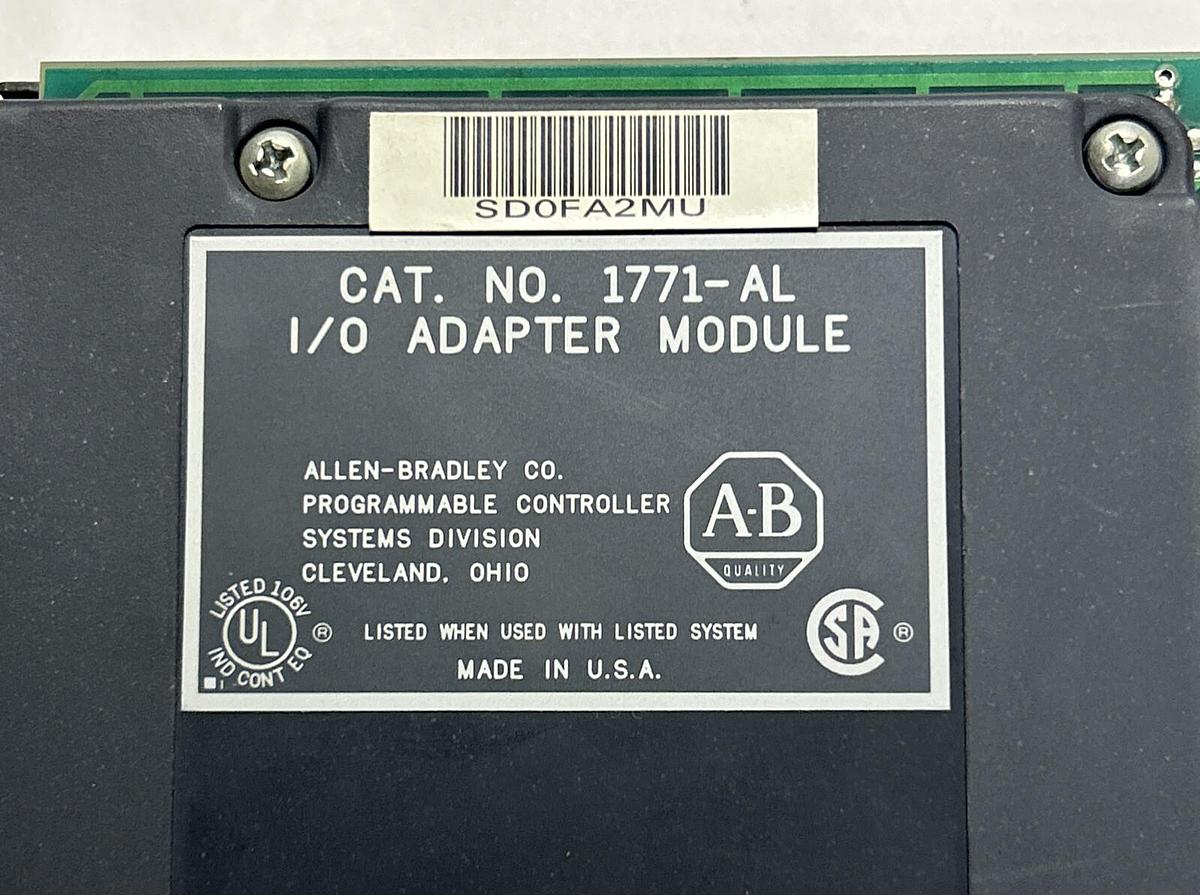 SD0FA2MU
CAT. NO. 1771-AL
I/O ADAPTER MODULE
ALLEN-BRADLEY CO.
PROGRAMMABLE CONTROLLER
SYSTEMS DIVISION
CLEVELAND, OHIO
A-B
QUALITY
LISTED 106V
UL ®
IND CONT EQ
LISTED WHEN USED WITH LISTED SYSTEM
SA ®
MADE IN U.S.A.